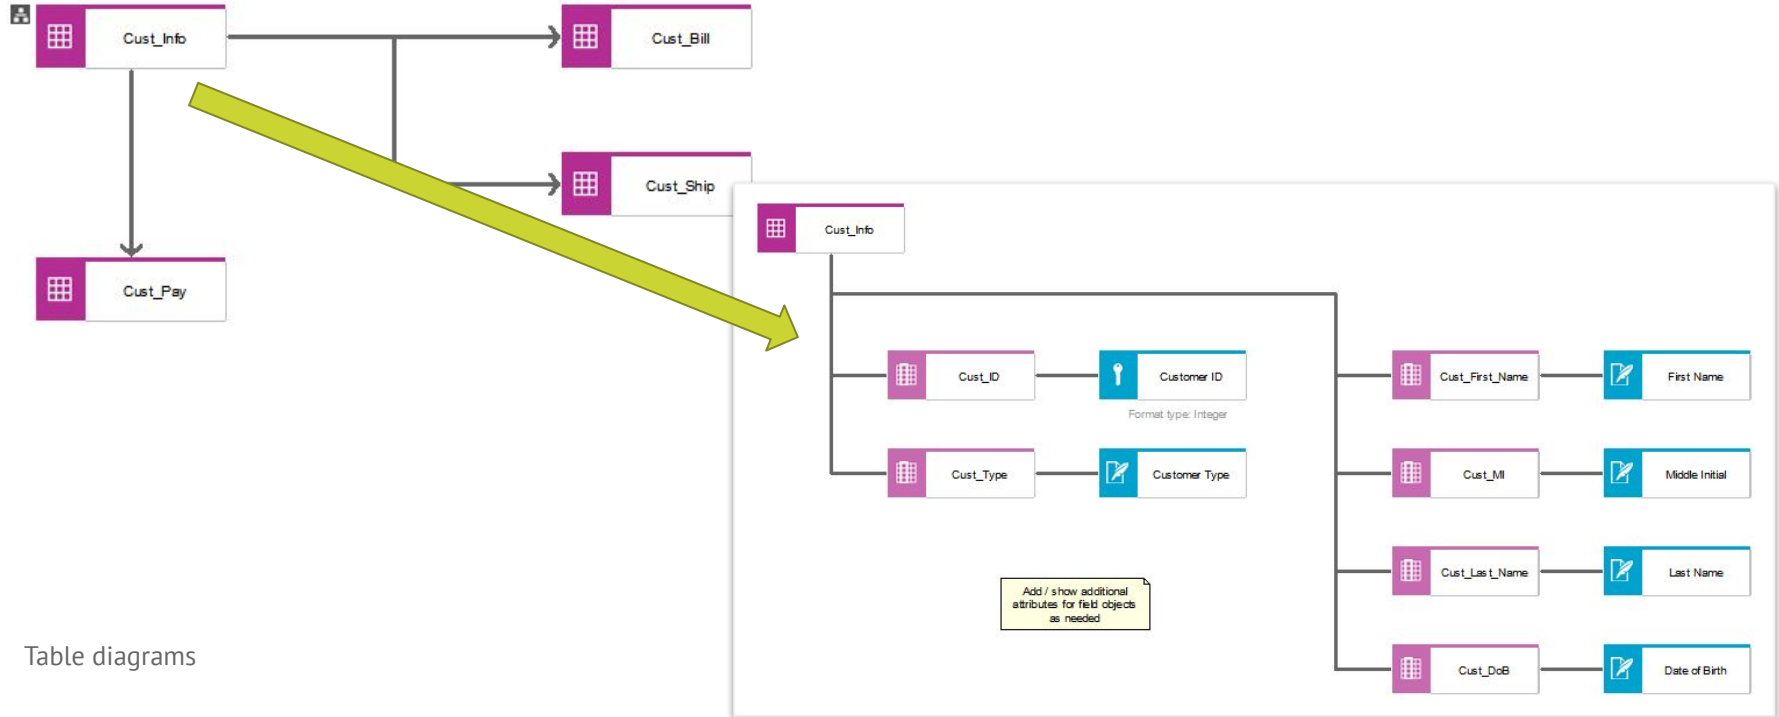 Cust_Info
Cust_Bill
Cust_Ship
Cust_Pay
Cust_Info
Cust_ID
Customer ID
Format type: Integer
Cust_Type
Customer Type
Cust_First_Name
First Name
Cust_MI
Middle Initial
Cust_Last_Name
Last Name
Cust_DoB
Date of Birth
Add / show additional
attributes for field objects
as needed
Table diagrams